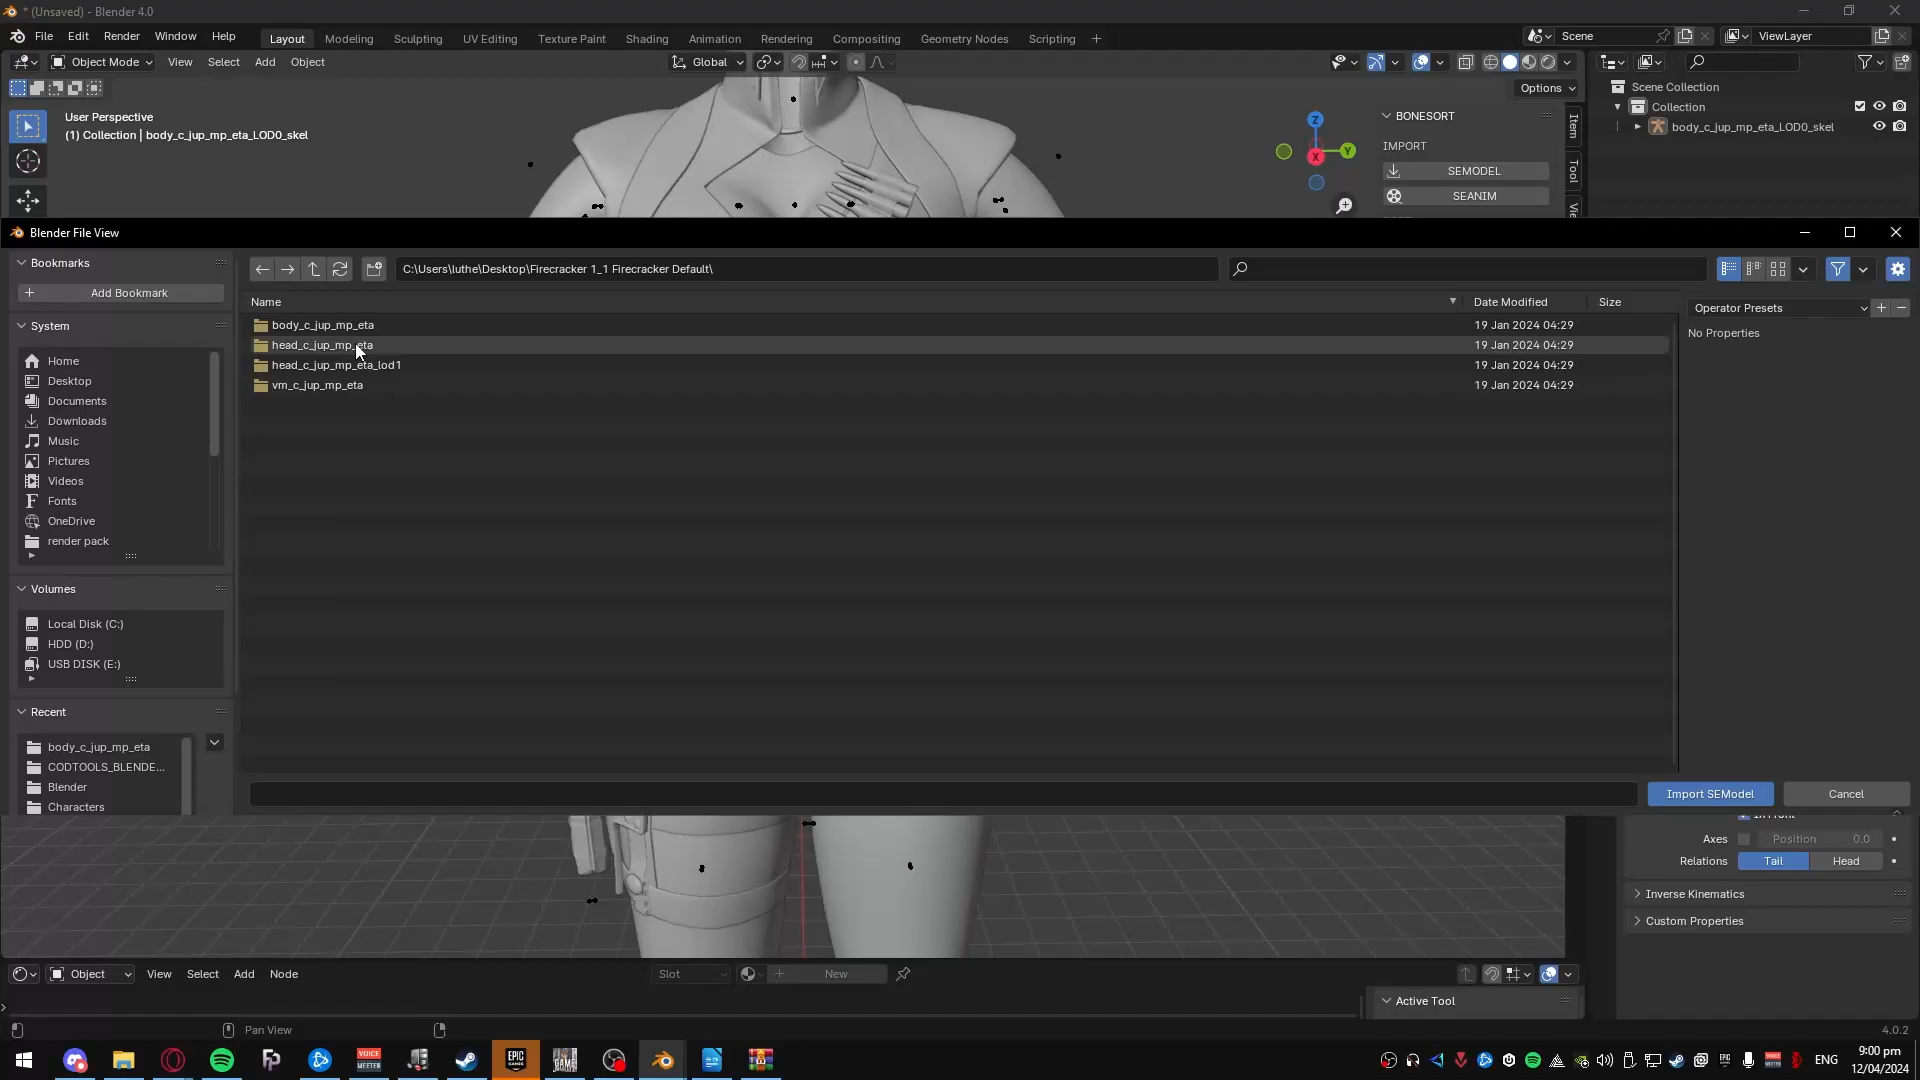 * (Unsaved) - Blender 4.0
File Edit Render Window Help
Layout Modeling Sculpting UV Editing Texture Paint Shading Animation Rendering Compositing Geometry Nodes Scripting +
Scene
ViewLayer
Object Mode View Select Add Object
Global
Options
User Perspective
(1) Collection | body_c_jup_mp_eta_LOD0_skel
BONESORT
IMPORT
SEMODEL
SEANIM
Item
Tool
Z
Y
X
Scene Collection
Collection
body_c_jup_mp_eta_LOD0_skel
Blender File View
Bookmarks
Add Bookmark
System
Home
Desktop
Documents
Downloads
Music
Pictures
Videos
Fonts
OneDrive
render pack
Volumes
Local Disk (C:)
HDD (D:)
USB DISK (E:)
Recent
body_c_jup_mp_eta
CODTOOLS_BLENDE...
Blender
Characters
C:\Users\luthe\Desktop\Firecracker 1_1 Firecracker Default\
Name Date Modified Size
body_c_jup_mp_eta 19 Jan 2024 04:29
head_c_jup_mp_eta 19 Jan 2024 04:29
head_c_jup_mp_eta_lod1 19 Jan 2024 04:29
vm_c_jup_mp_eta 19 Jan 2024 04:29
Operator Presets
No Properties
Import SEModel Cancel
Axes Position 0.0
Relations Tail Head
Inverse Kinematics
Custom Properties
Object View Select Add Node
Slot
New
Active Tool
Pan View
4.0.2
VOICE
MEETER
EPIC
GAMES
ENG
9:00 pm
12/04/2024